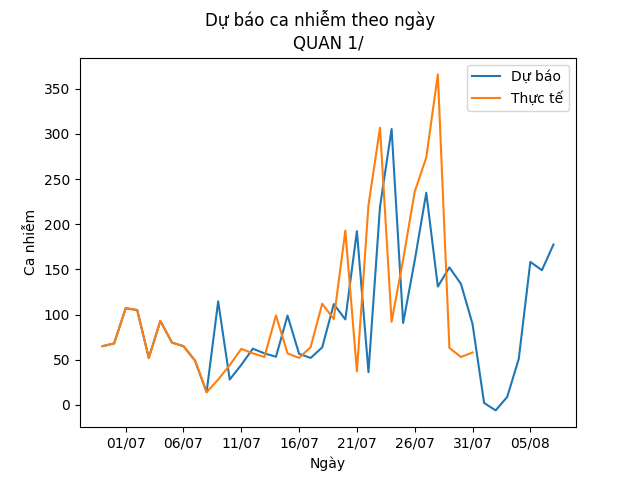 Dự báo ca nhiễm theo ngày
QUAN 1/
Dự báo
Thực tế
Ca nhiễm
350
300
250
200
150
100
50
0
01/07 06/07 11/07 16/07 21/07 26/07 31/07 05/08
Ngày